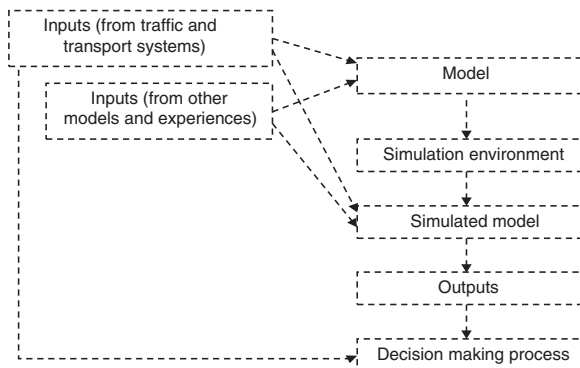 Inputs (from traffic and
transport systems)
Model
Inputs (from other
models and experiences)
Simulation environment
Simulated model
Outputs
Decision making process